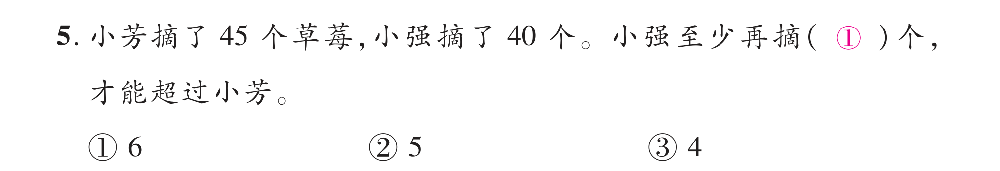 5. 小芳摘了 45 个草莓,小强摘了 40 个。小强至少再摘( ① )个,
才能超过小芳。
① 6 ② 5 ③ 4